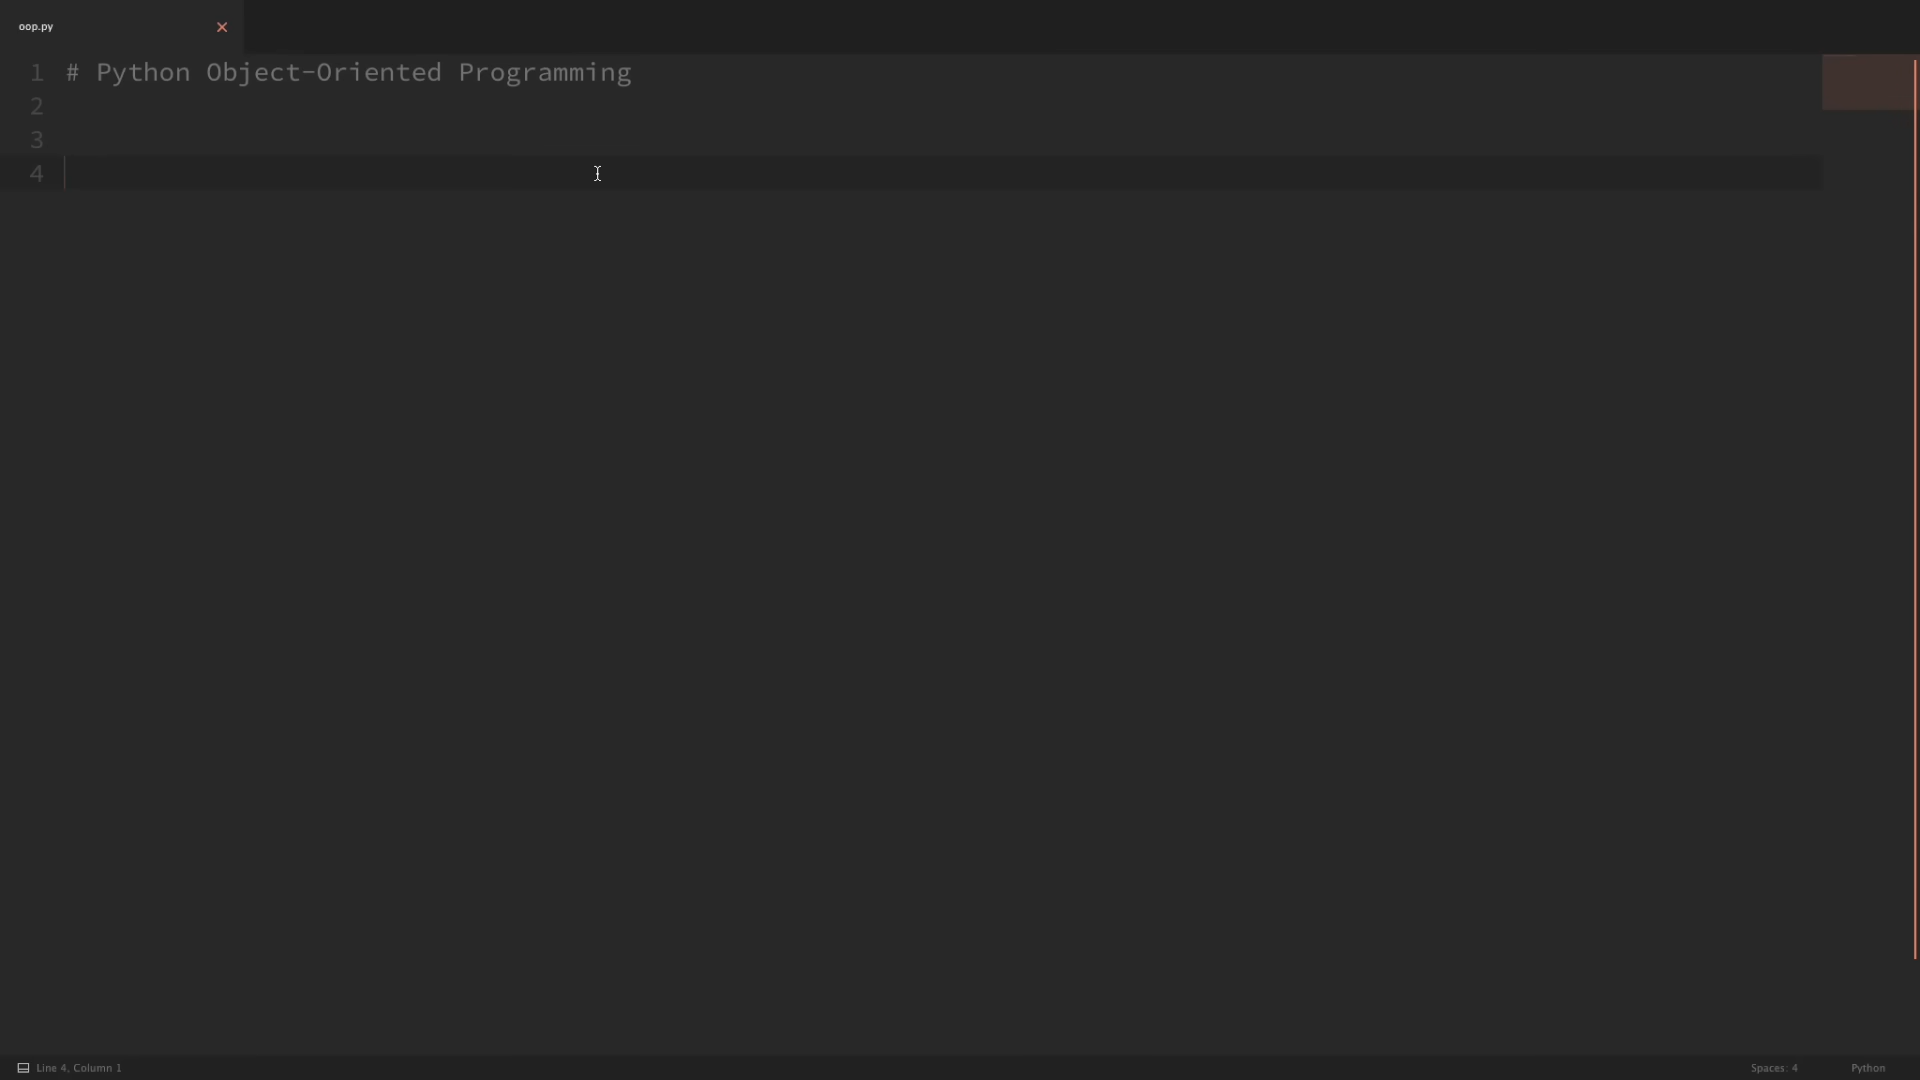 oop.py
1 # Python Object-Oriented Programming
2
3
4
Line 4, Column 1
Spaces: 4
Python